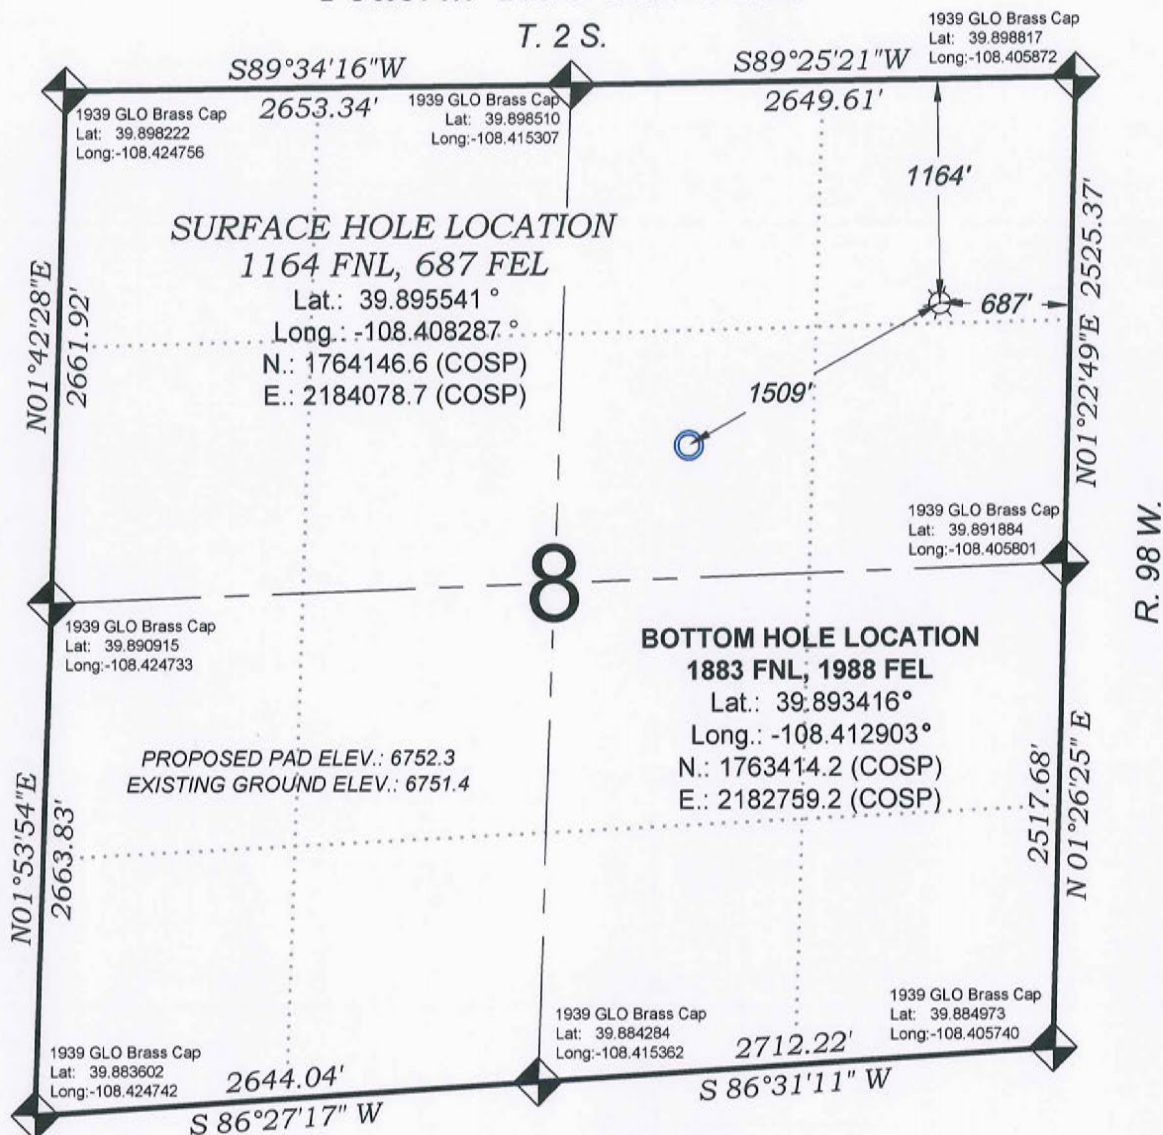 T. 2 S.
1939 GLO Brass Cap
Lat: 39.898817
Long:-108.405872
S89°34'16"W
S89°25'21"W
2653.34'
2649.61'
1939 GLO Brass Cap
Lat: 39.898222
Long:-108.424756
1939 GLO Brass Cap
Lat: 39.898510
Long:-108.415307
1164'
SURFACE HOLE LOCATION
1164 FNL, 687 FEL
Lat.: 39.895541 °
Long.: -108.408287 °
N.: 1764146.6 (COSP)
E.: 2184078.7 (COSP)
687'
1509'
N01°42'28"E
2661.92'
N01°22'49"E 2525.37'
R. 98 W.
1939 GLO Brass Cap
Lat: 39.891884
Long:-108.405801
8
1939 GLO Brass Cap
Lat: 39.890915
Long:-108.424733
BOTTOM HOLE LOCATION
1883 FNL, 1988 FEL
Lat.: 39.893416°
Long.: -108.412903°
N.: 1763414.2 (COSP)
E.: 2182759.2 (COSP)
PROPOSED PAD ELEV.: 6752.3
EXISTING GROUND ELEV.: 6751.4
N01°53'54"E
2663.83'
2517.68'
N 01°26'25" E
1939 GLO Brass Cap
Lat: 39.883602
Long:-108.424742
1939 GLO Brass Cap
Lat: 39.884284
Long:-108.415362
1939 GLO Brass Cap
Lat: 39.884973
Long:-108.405740
2644.04'
2712.22'
S 86°27'17" W
S 86°31'11" W